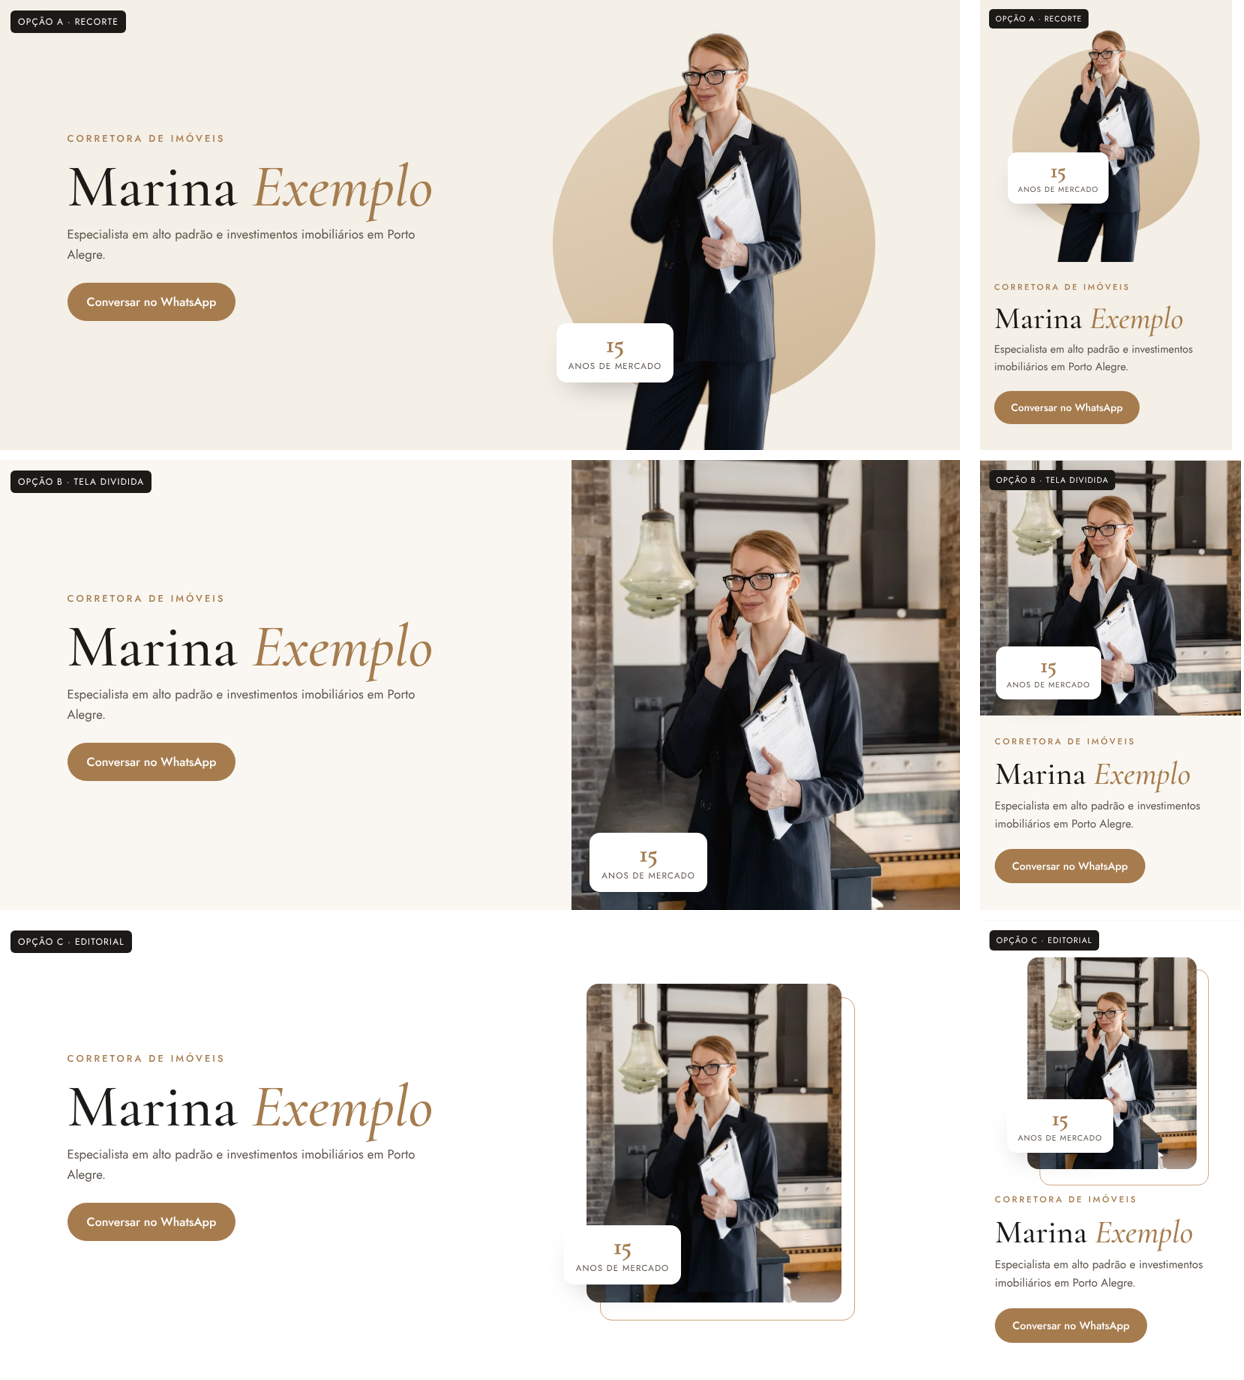 OPÇÃO A · RECORTE
CORRETORA DE IMÓVEIS
Marina Exemplo
Especialista em alto padrão e investimentos imobiliários em Porto
Alegre.
Conversar no WhatsApp
15
ANOS DE MERCADO
OPÇÃO A · RECORTE
15
ANOS DE MERCADO
CORRETORA DE IMÓVEIS
Marina Exemplo
Especialista em alto padrão e investimentos
imobiliários em Porto Alegre.
Conversar no WhatsApp
OPÇÃO B · TELA DIVIDIDA
CORRETORA DE IMÓVEIS
Marina Exemplo
Especialista em alto padrão e investimentos imobiliários em Porto
Alegre.
Conversar no WhatsApp
15
ANOS DE MERCADO
OPÇÃO B · TELA DIVIDIDA
15
ANOS DE MERCADO
CORRETORA DE IMÓVEIS
Marina Exemplo
Especialista em alto padrão e investimentos
imobiliários em Porto Alegre.
Conversar no WhatsApp
OPÇÃO C · EDITORIAL
CORRETORA DE IMÓVEIS
Marina Exemplo
Especialista em alto padrão e investimentos imobiliários em Porto
Alegre.
Conversar no WhatsApp
15
ANOS DE MERCADO
OPÇÃO C · EDITORIAL
15
ANOS DE MERCADO
CORRETORA DE IMÓVEIS
Marina Exemplo
Especialista em alto padrão e investimentos
imobiliários em Porto Alegre.
Conversar no WhatsApp